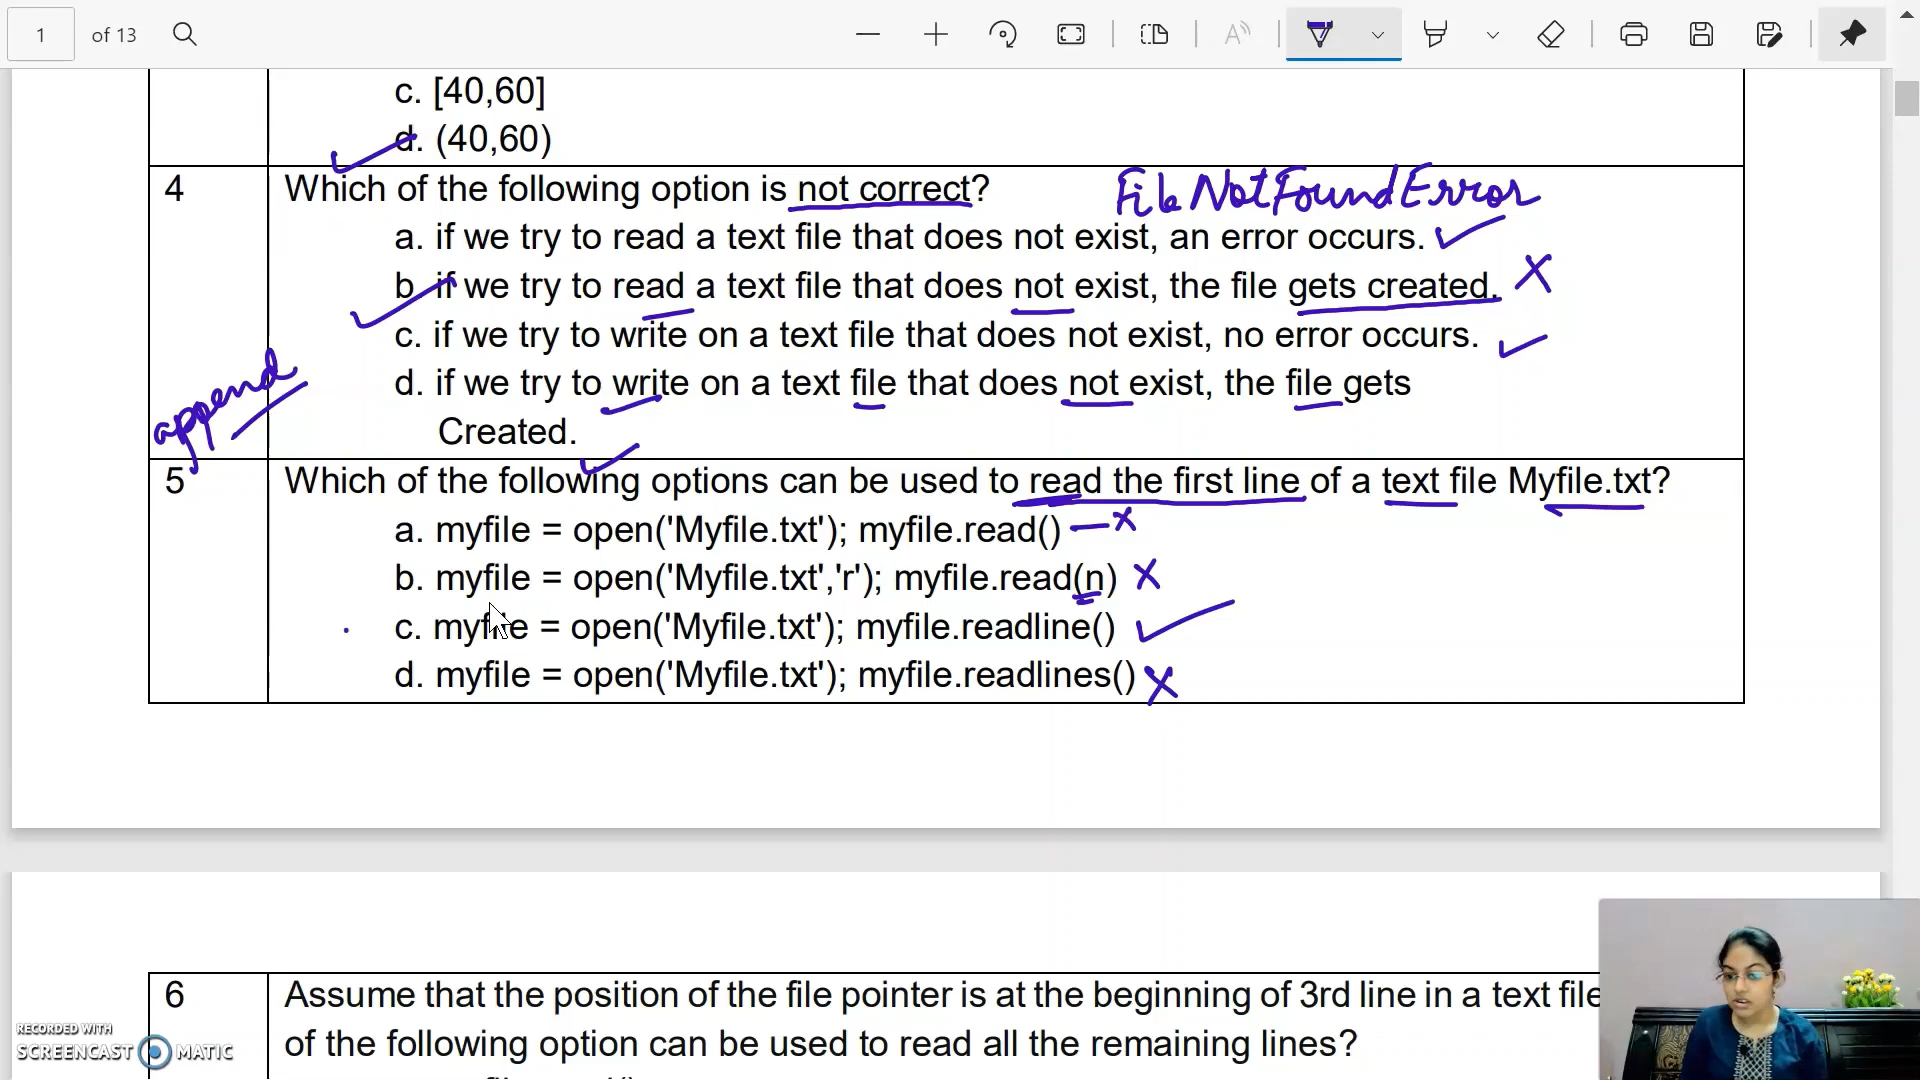 1 of 13
c. [40,60]
d. (40,60)
4 Which of the following option is not correct? FileNotFoundError
a. if we try to read a text file that does not exist, an error occurs.
b. if we try to read a text file that does not exist, the file gets created.
c. if we try to write on a text file that does not exist, no error occurs.
d. if we try to write on a text file that does not exist, the file gets
Created.
append
5 Which of the following options can be used to read the first line of a text file Myfile.txt?
a. myfile = open('Myfile.txt'); myfile.read()
b. myfile = open('Myfile.txt','r'); myfile.read(n)
c. myfile = open('Myfile.txt'); myfile.readline()
d. myfile = open('Myfile.txt'); myfile.readlines()
6 Assume that the position of the file pointer is at the beginning of 3rd line in a text file
of the following option can be used to read all the remaining lines?
RECORDED WITH
SCREENCAST MATIC